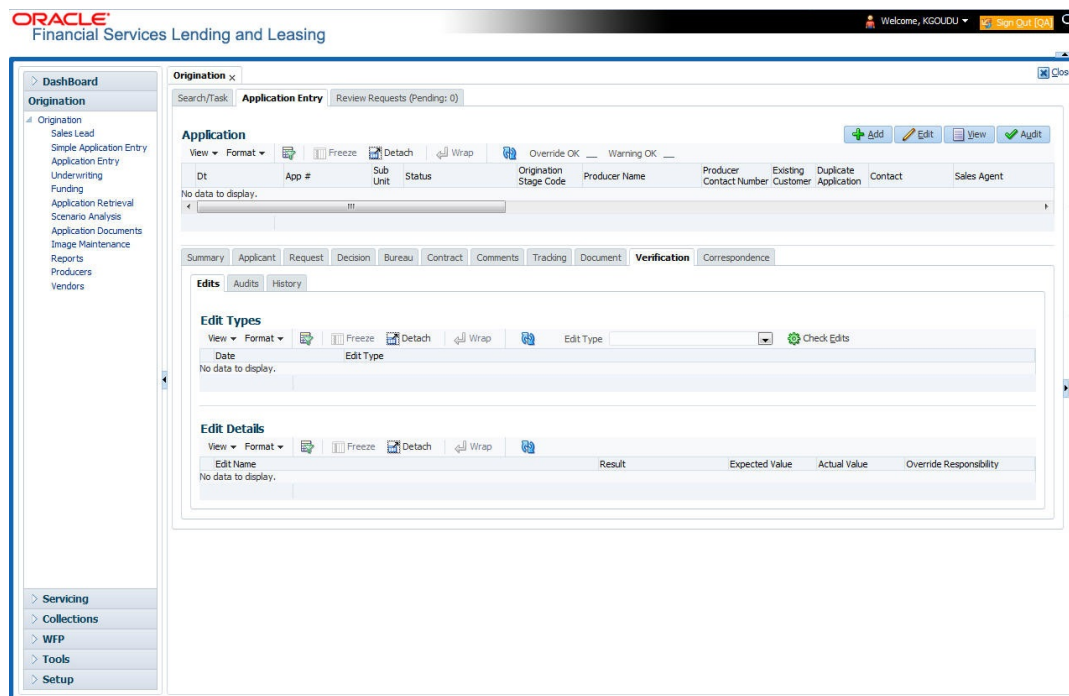 ORACLE®
Financial Services Lending and Leasing
Welcome, KGOUDU
Sign Out [QA]
DashBoard
Origination
Origination
Sales Lead
Simple Application Entry
Application Entry
Underwriting
Funding
Application Retrieval
Scenario Analysis
Application Documents
Image Maintenance
Reports
Producers
Vendors
Servicing
Collections
WFP
Tools
Setup
Origination x
Close
Search/Task Application Entry Review Requests (Pending: 0)
Application
Add Edit View Audit
View Format Freeze Detach Wrap Override OK __ Warning OK __
Dt App # Sub Unit Status Origination Stage Code Producer Name Producer Contact Number Existing Customer Duplicate Application Contact Sales Agent
No data to display.
Summary Applicant Request Decision Bureau Contract Comments Tracking Document Verification Correspondence
Edits Audits History
Edit Types
View Format Freeze Detach Wrap Edit Type Check Edits
Date Edit Type
No data to display.
Edit Details
View Format Freeze Detach Wrap
Edit Name Result Expected Value Actual Value Override Responsibility
No data to display.